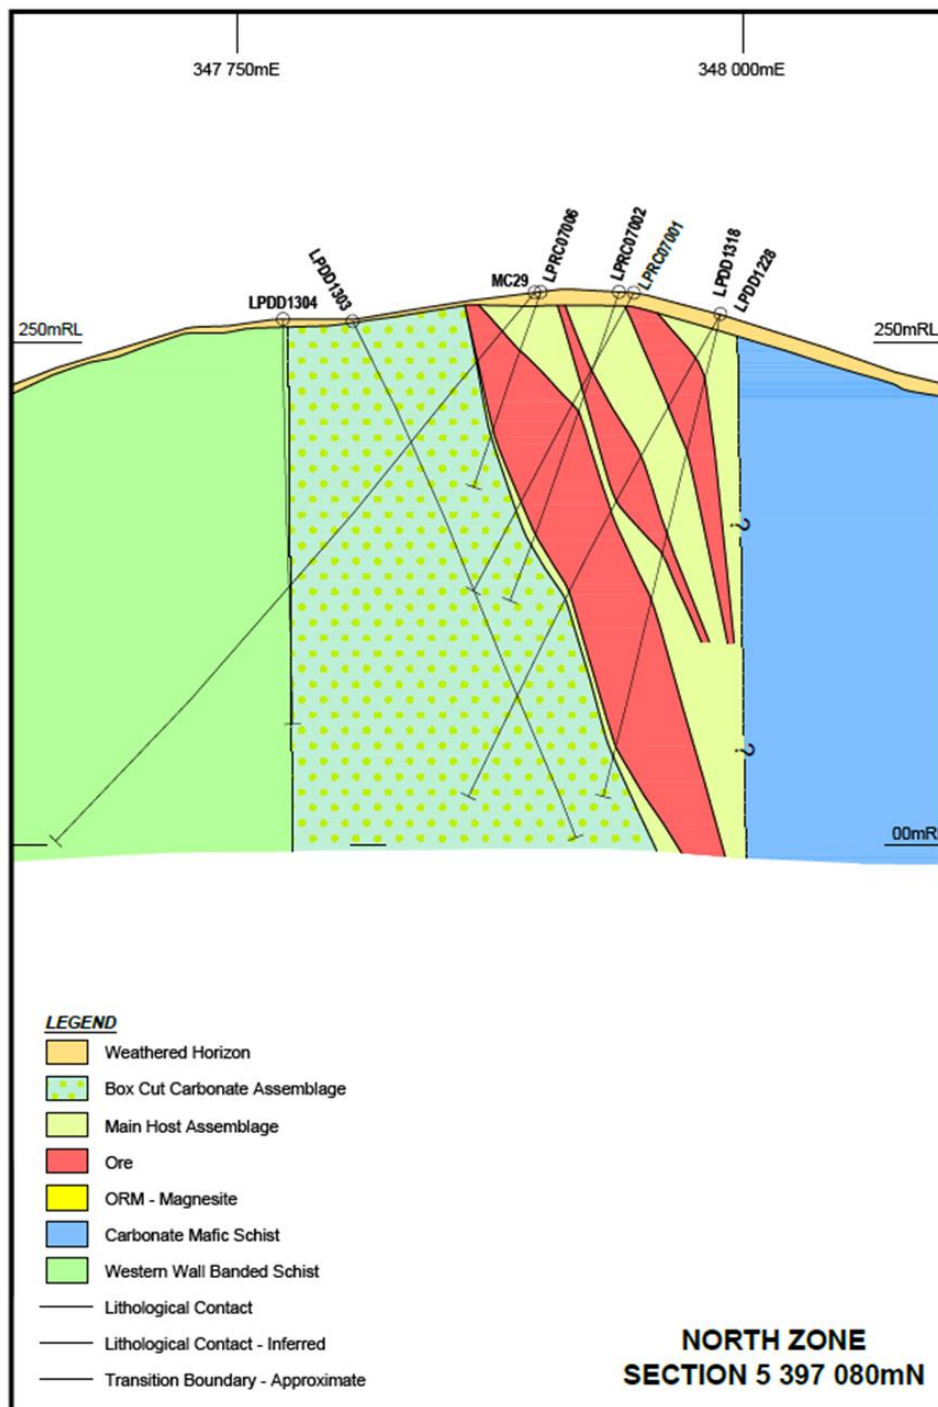 347 750mE
348 000mE
LPDD1304
LPDD1303
MC29
LPRC07006
LPRC07002
LPRC07001
LPDD1318
LPDD1228
250mRL
250mRL
?
?
00mR
LEGEND
Weathered Horizon
Box Cut Carbonate Assemblage
Main Host Assemblage
Ore
ORM - Magnesite
Carbonate Mafic Schist
Western Wall Banded Schist
Lithological Contact
Lithological Contact - Inferred
Transition Boundary - Approximate
NORTH ZONE
SECTION 5 397 080mN